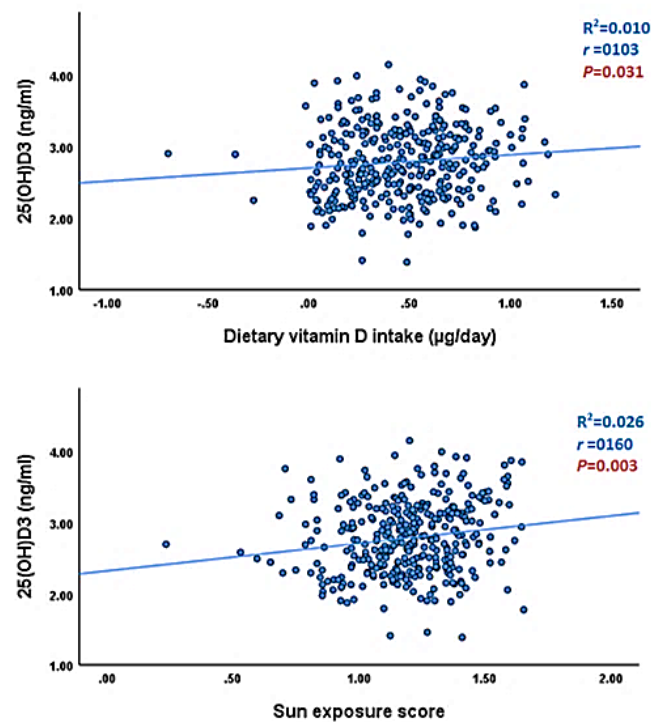 R²=0.010
r =0103
P=0.031
25(OH)D3 (ng/ml)
4.00
3.00
2.00
1.00
-1.00 -.50 .00 .50 1.00 1.50
Dietary vitamin D intake (µg/day)
R²=0.026
r =0160
P=0.003
25(OH)D3 (ng/ml)
4.00
3.00
2.00
1.00
.00 .50 1.00 1.50 2.00
Sun exposure score